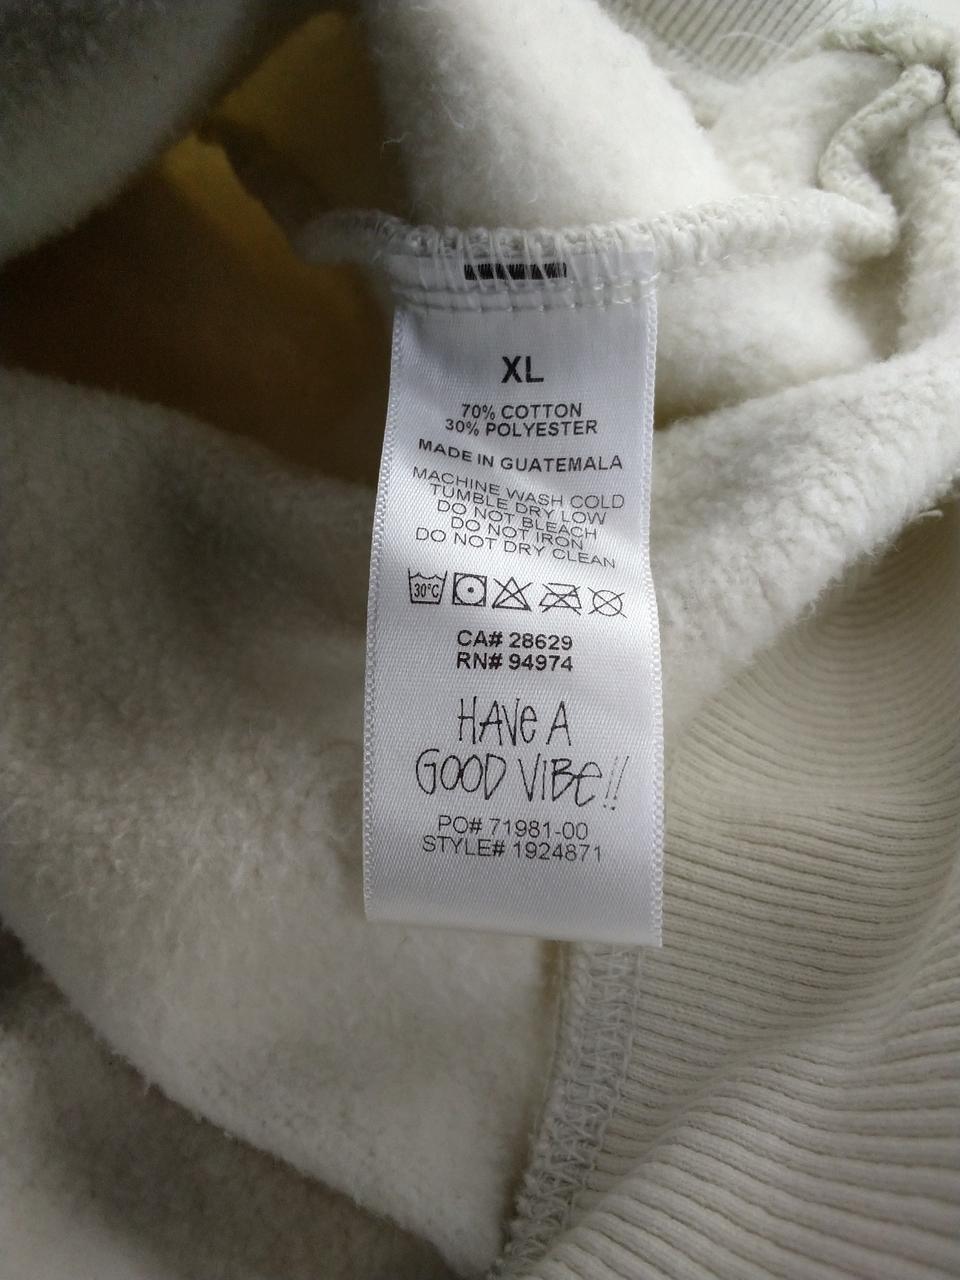 XL
70% COTTON
30% POLYESTER
MADE IN GUATEMALA
MACHINE WASH COLD
TUMBLE DRY LOW
DO NOT BLEACH
DO NOT IRON
DO NOT DRY CLEAN
30°C
CA# 28629
RN# 94974
HAVe A
GOOD VIBe!!
PO# 71981-00
STYLE# 1924871